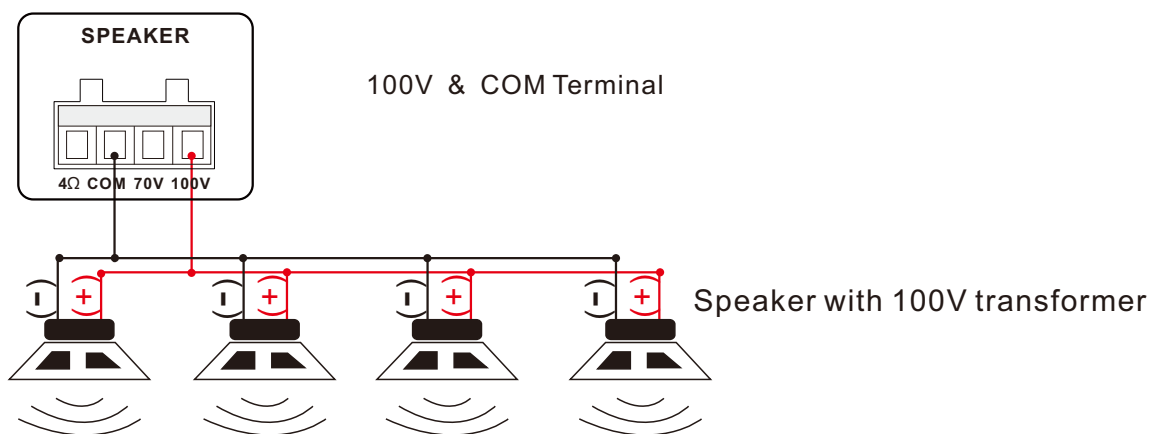 SPEAKER
100V & COM Terminal
4Ω COM 70V 100V
(-) (+) (-) (+) (-) (+) (-) (+)
Speaker with 100V transformer